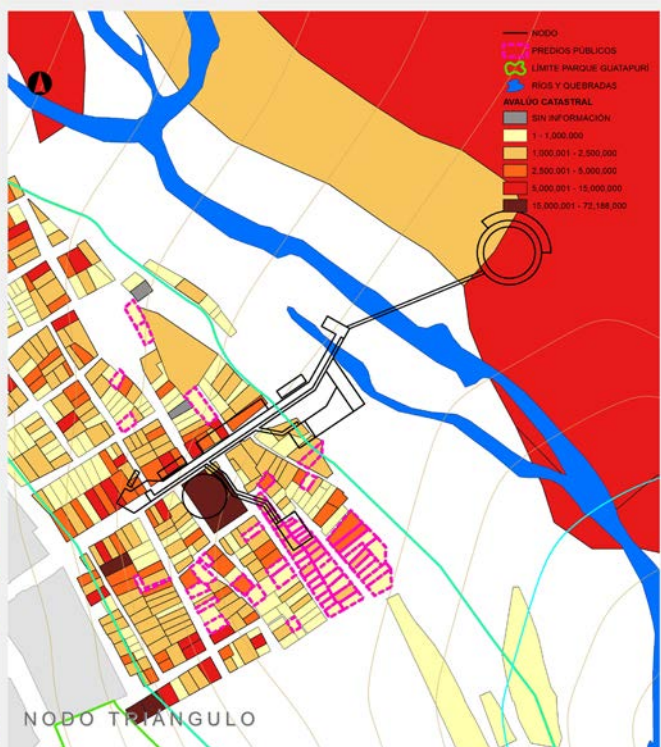 NODO
PREDIOS PÚBLICOS
LÍMITE PARQUE GUATAPURÍ
RÍOS Y QUEBRADAS
AVALÚO CATASTRAL
SIN INFORMACIÓN
1 - 1,000,000
1,000,001 - 2,500,000
2,500,001 - 5,000,000
5,000,001 - 15,000,000
15,000,001 - 72,188,000
NODO TRIÁNGULO